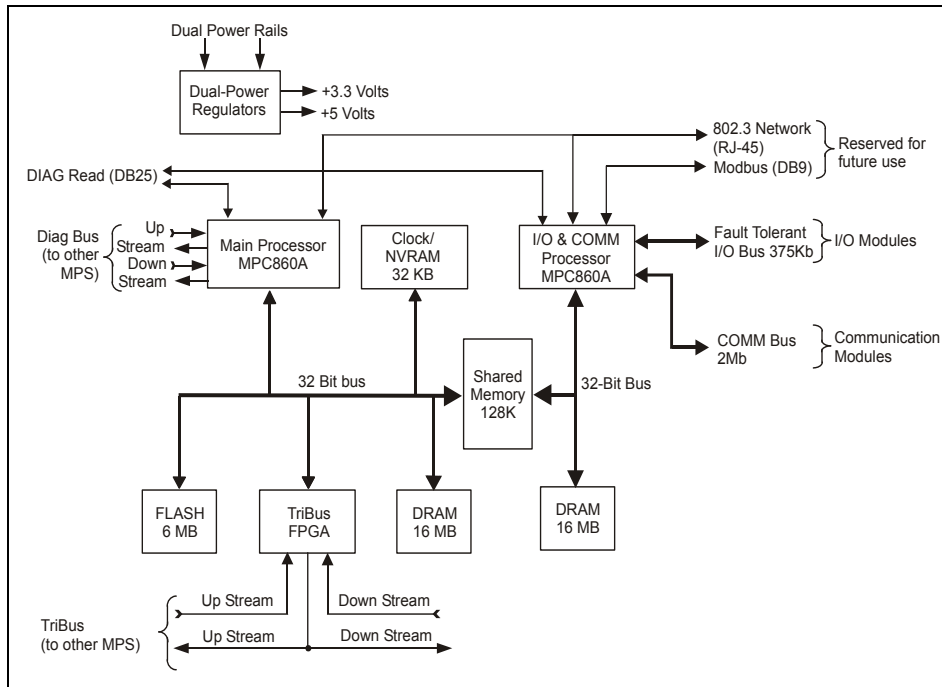 Dual Power Rails
Dual-Power
Regulators
+3.3 Volts
+5 Volts
802.3 Network
(RJ-45)
Modbus (DB9)
Reserved for
future use
DIAG Read (DB25)
Diag Bus
(to other
MPS)
Up
Stream
Down
Stream
Main Processor
MPC860A
Clock/
NVRAM
32 KB
I/O & COMM
Processor
MPC860A
Fault Tolerant
I/O Bus 375Kb
I/O Modules
COMM Bus
2Mb
Communication
Modules
32 Bit bus
Shared
Memory
128K
32-Bit Bus
FLASH
6 MB
TriBus
FPGA
DRAM
16 MB
DRAM
16 MB
TriBus
(to other MPS)
Up Stream
Down Stream
Up Stream
Down Stream